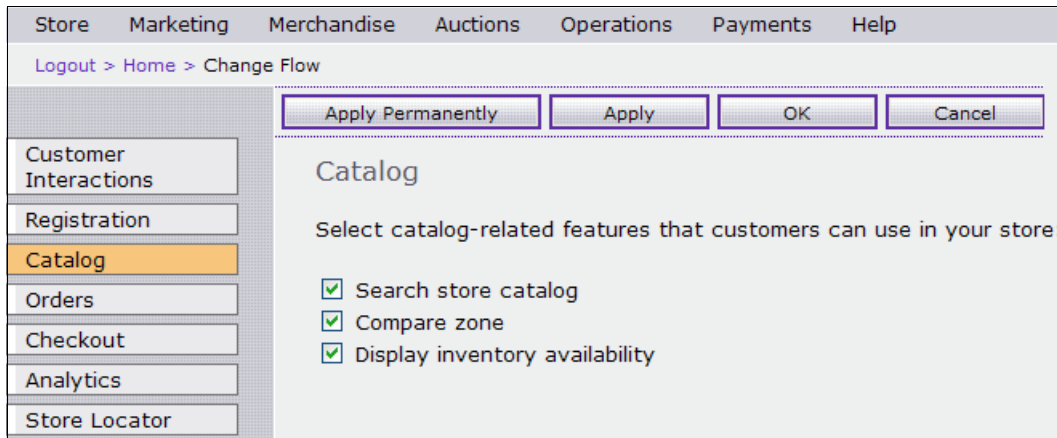 Store Marketing Merchandise Auctions Operations Payments Help
Logout > Home > Change Flow
Apply Permanently Apply OK Cancel
Customer
Interactions
Registration
Catalog
Orders
Checkout
Analytics
Store Locator
Catalog
Select catalog-related features that customers can use in your store:
Search store catalog
Compare zone
Display inventory availability